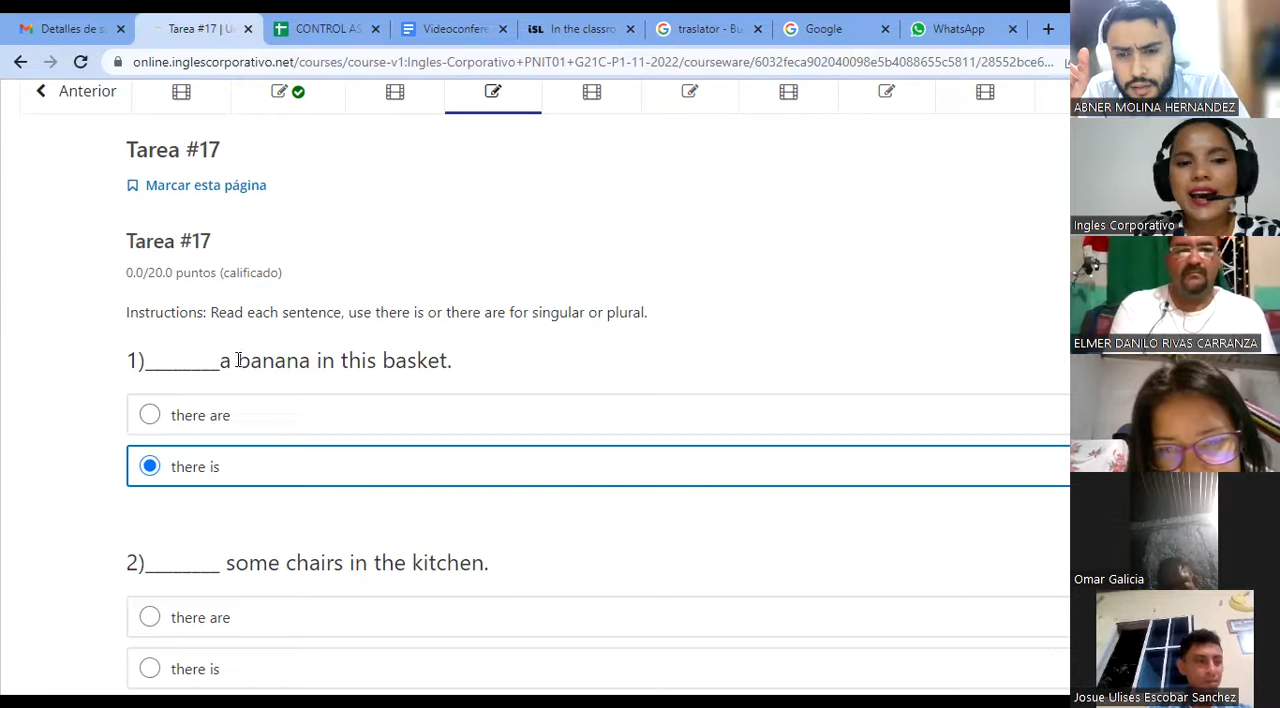 Detalles de su
Tarea #17 | U
CONTROL AS
Videoconfere
iSL In the classro
traslator - Bu
Google
WhatsApp
online.inglescorporativo.net/courses/course-v1:Ingles-Corporativo+PNIT01+G21C-P1-11-2022/courseware/6032feca902040098e5b4088655c5811/28552bce6...
Anterior
Tarea #17
Marcar esta página
Tarea #17
0.0/20.0 puntos (calificado)
Instructions: Read each sentence, use there is or there are for singular or plural.
1)________a banana in this basket.
there are
there is
2)________ some chairs in the kitchen.
there are
there is
ABNER MOLINA HERNANDEZ
Ingles Corporativo
ELMER DANILO RIVAS CARRANZA
Omar Galicia
Josue Ulises Escobar Sanchez